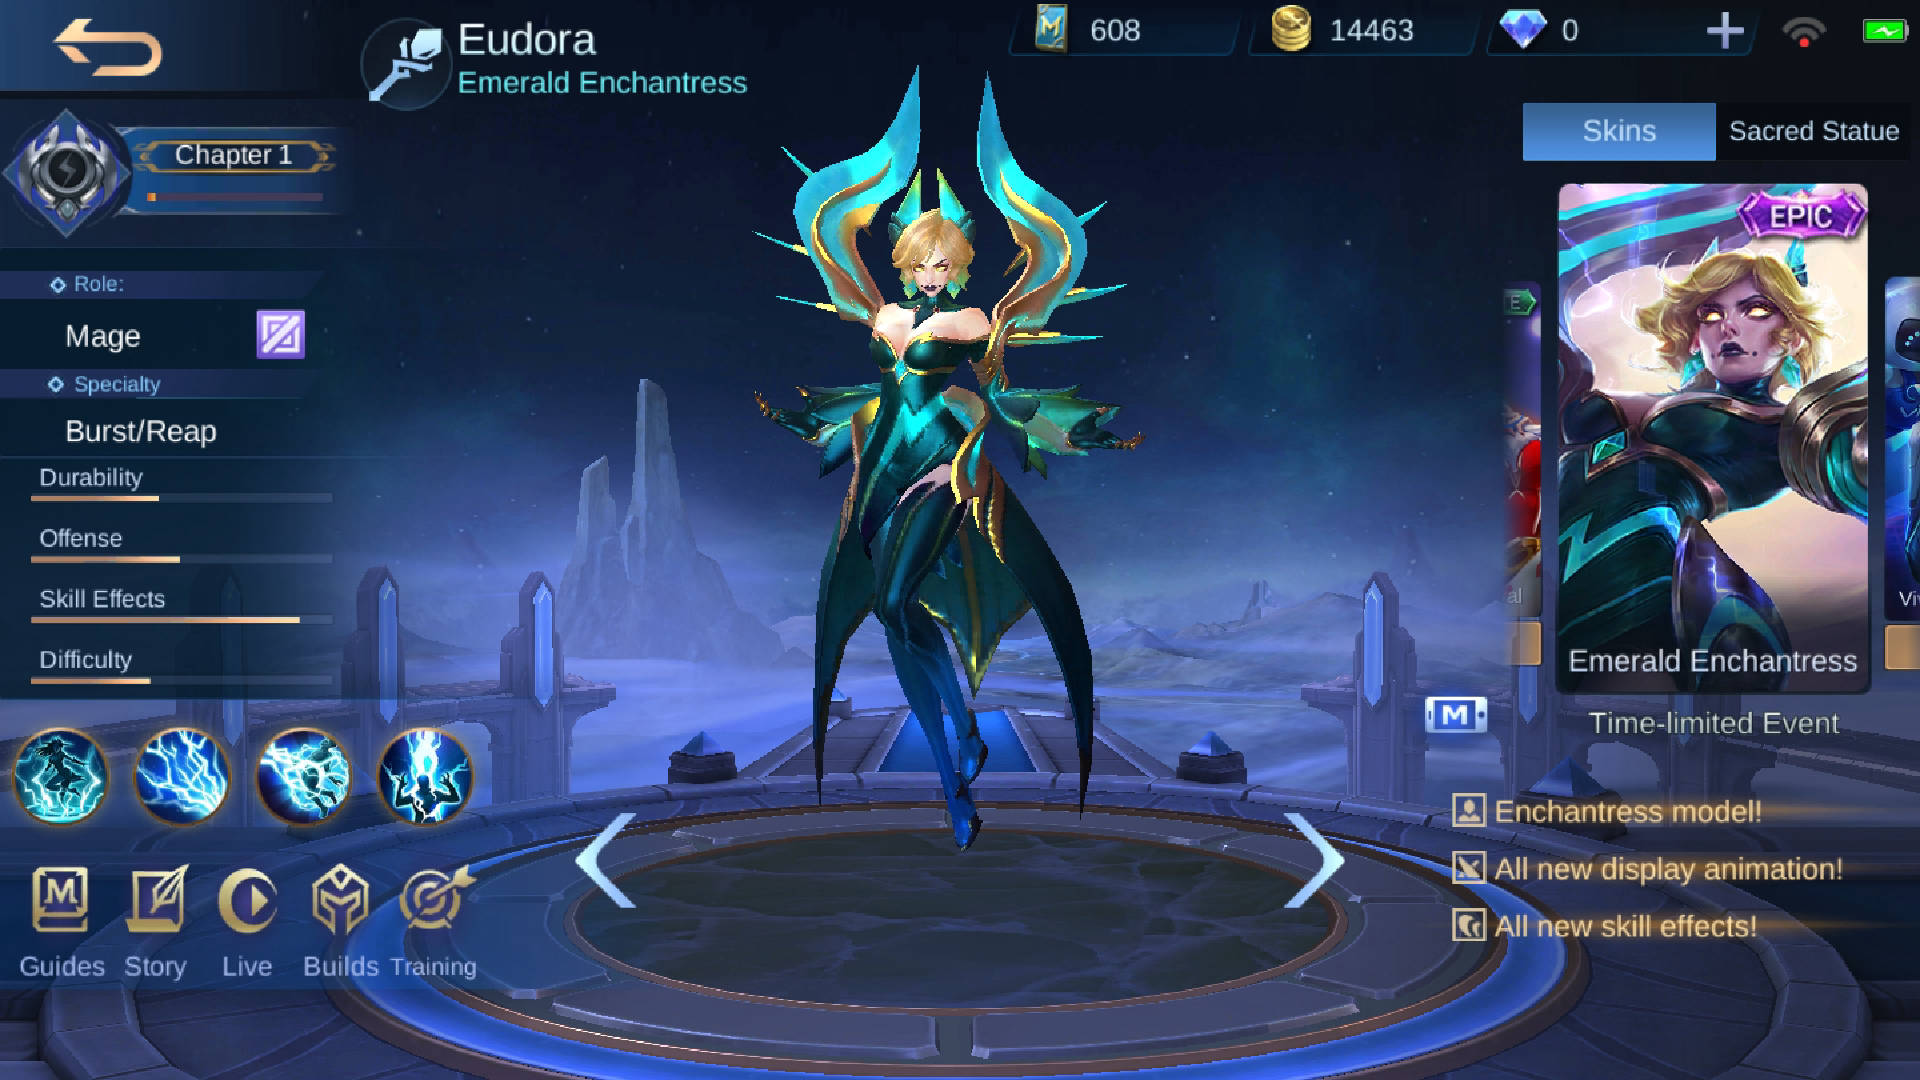 Eudora
Emerald Enchantress
608
14463
0
Chapter 1
Skins
Sacred Statue
EPIC
Role:
Mage
Specialty
Burst/Reap
Durability
Offense
Skill Effects
Difficulty
E
al
Emerald Enchantress
M
Time-limited Event
Enchantress model!
All new display animation!
All new skill effects!
Guides
Story
Live
Builds
Training